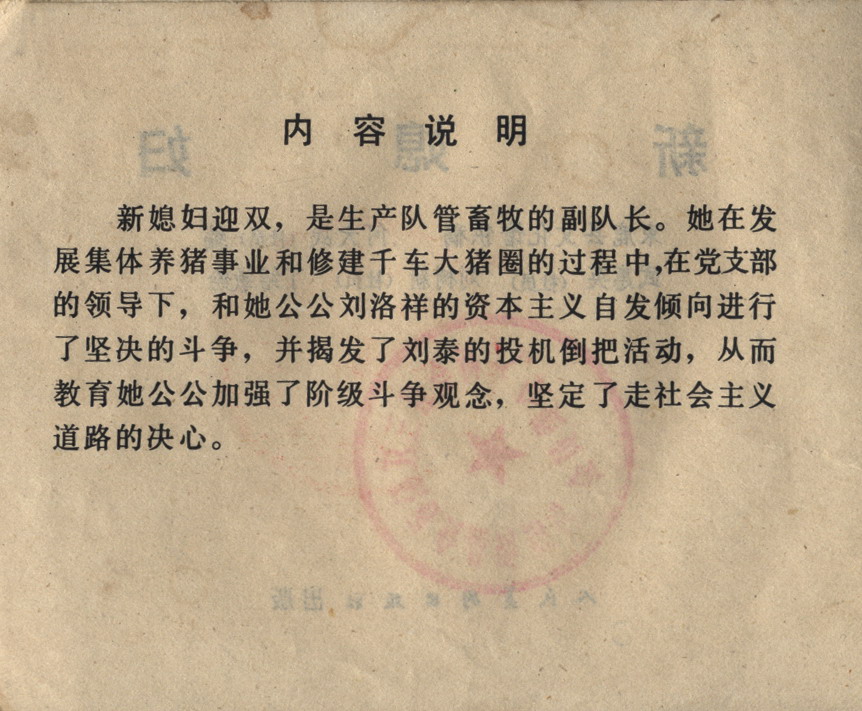 内容说明
新媳妇迎双，是生产队管畜牧的副队长。她在发
展集体养猪事业和修建千车大猪圈的过程中,在党支部
的领导下，和她公公刘洛祥的资本主义自发倾向进行
了坚决的斗争，并揭发了刘泰的投机倒把活动，从而
教育她公公加强了阶级斗争观念，坚定了走社会主义
道路的决心。
新媳妇
出版